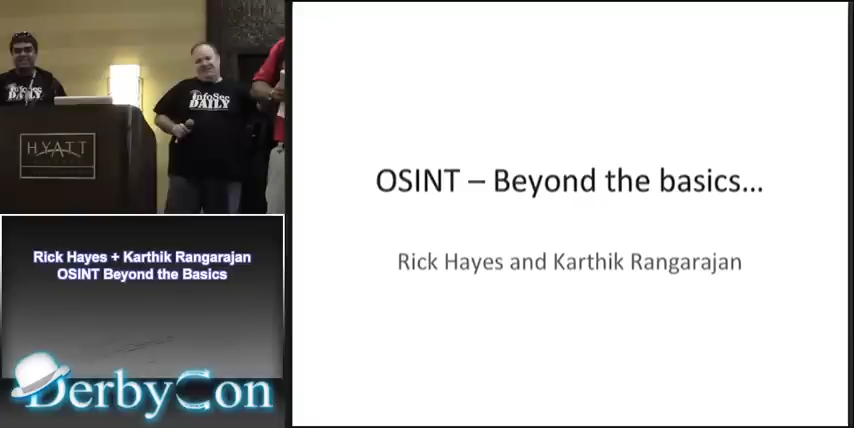 InfoSec
DAILY
InfoSec
DAILY
HYATT
OSINT – Beyond the basics...
Rick Hayes and Karthik Rangarajan
Rick Hayes + Karthik Rangarajan
OSINT Beyond the Basics
DerbyCon